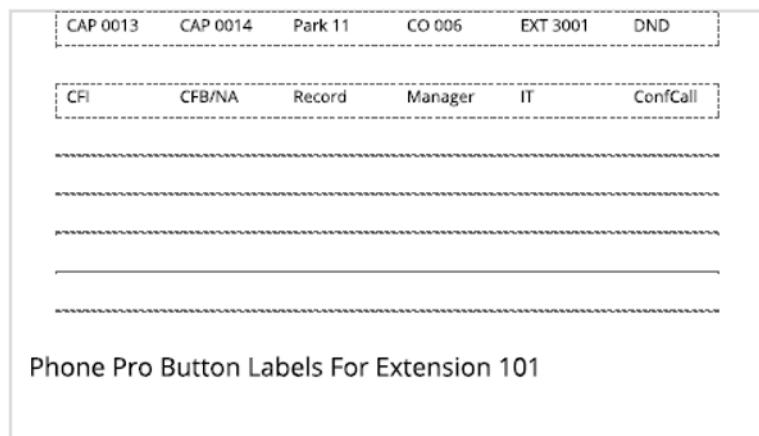 CAP 0013 CAP 0014 Park 11 CO 006 EXT 3001 DND
CFI CFB/NA Record Manager IT ConfCall
Phone Pro Button Labels For Extension 101